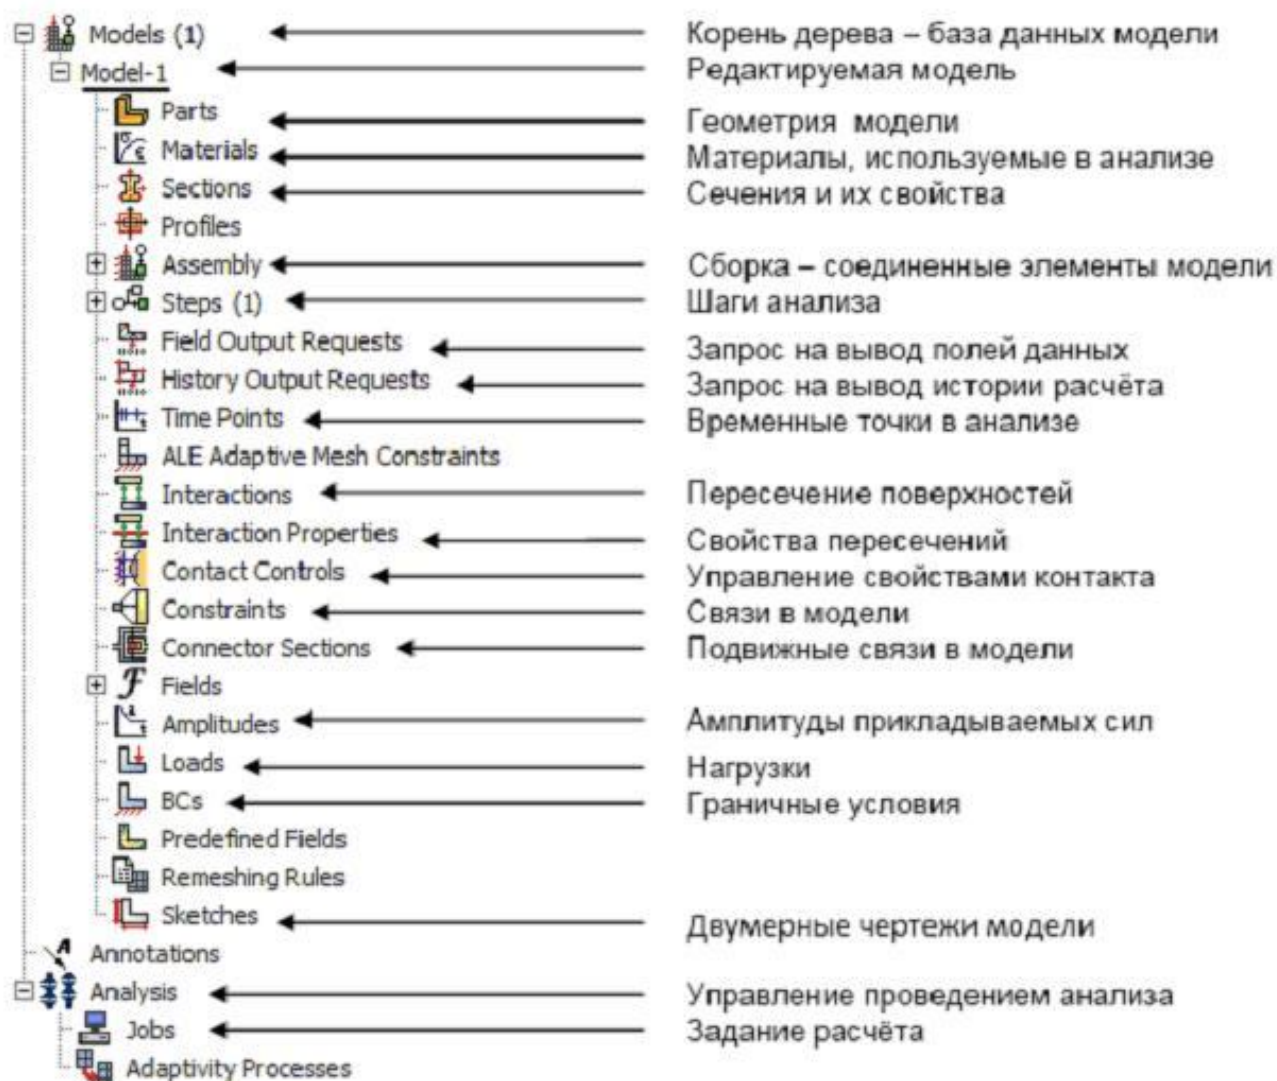 Models (1) Корень дерева – база данных модели
Model-1 Редактируемая модель
Parts Геометрия модели
Materials Материалы, используемые в анализе
Sections Сечения и их свойства
Profiles
Assembly Сборка – соединенные элементы модели
Steps (1) Шаги анализа
Field Output Requests Запрос на вывод полей данных
History Output Requests Запрос на вывод истории расчёта
Time Points Временные точки в анализе
ALE Adaptive Mesh Constraints
Interactions Пересечение поверхностей
Interaction Properties Свойства пересечений
Contact Controls Управление свойствами контакта
Constraints Связи в модели
Connector Sections Подвижные связи в модели
Fields
Amplitudes Амплитуды прикладываемых сил
Loads Нагрузки
BCs Граничные условия
Predefined Fields
Remeshing Rules
Sketches Двумерные чертежи модели
Annotations
Analysis Управление проведением анализа
Jobs Задание расчёта
Adaptivity Processes